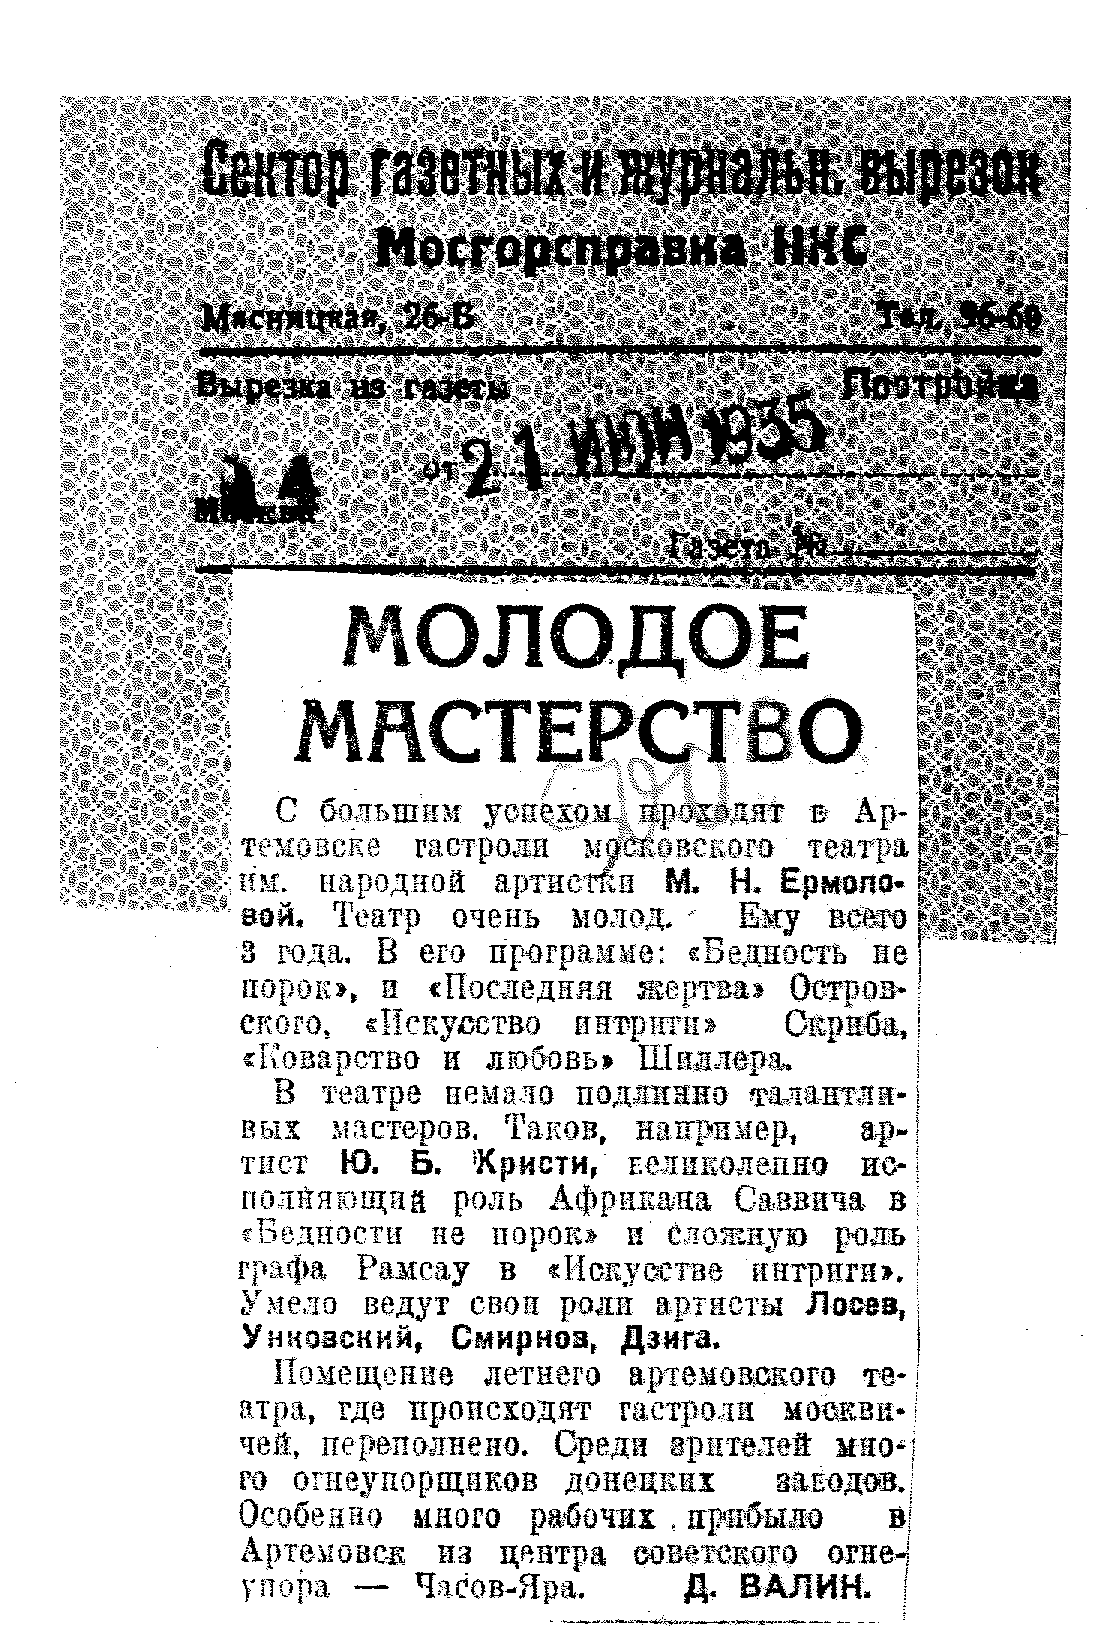 Сектор газетных и журнальн. вырезок
Мосгорсправка НКС
Мясницкая, 26-Б Тел. 96-60
Вырезка из газеты Постройка
Москва от 21 ИЮН 1935
Газета №
МОЛОДОЕ
МАСТЕРСТВО
С большим успехом проходят в Ар-
темовске гастроли московского театра
им. народной артистки М. Н. Ермоло-
вой. Театр очень молод. Ему всего
3 года. В его программе: «Бедность не
порок», и «Последняя жертва» Остров-
ского, «Искусство интриги» Скриба,
«Коварство и любовь» Шиллера.
В театре немало подлинно талантли-
вых мастеров. Таков, например, ар-
тист Ю. Б. Кристи, великолепно ис-
полняющий роль Африкана Саввича в
«Бедности не порок» и сложную роль
графа Рамсау в «Искусстве интриги».
Умело ведут свои роли артисты Лосев,
Унковский, Смирнов, Дзига.
Помещение летнего артемовского те-
атра, где происходят гастроли москви-
чей, переполнено. Среди зрителей мно-
го огнеупорщиков донецких заводов.
Особенно много рабочих прибыло в
Артемовск из центра советского огне-
упора — Часов-Яра. Д. ВАЛИН.